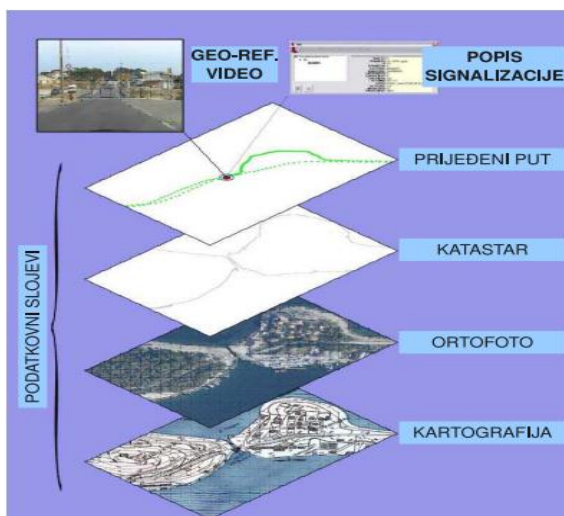 GEO-REF.
VIDEO
POPIS
SIGNALIZACIJE
PRIJEĐENI PUT
KATASTAR
ORTOFOTO
KARTOGRAFIJA
PODATKOVNI SLOJEVI